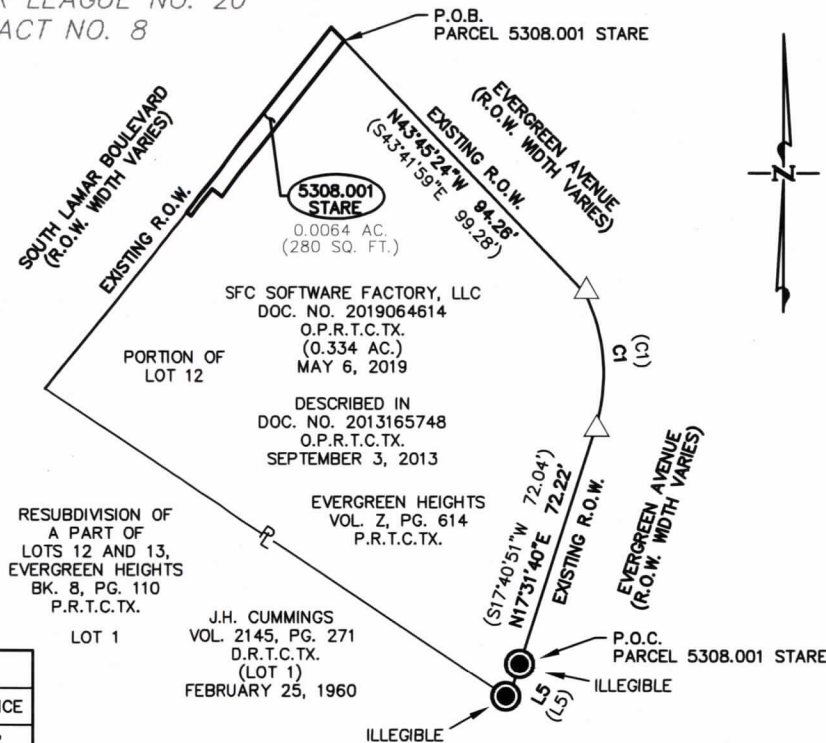 LEAGUE NO. 20
ACT NO. 8
P.O.B.
PARCEL 5308.001 STARE
SOUTH LAMAR BOULEVARD
(R.O.W. WIDTH VARIES)
EXISTING R.O.W.
EVERGREEN AVENUE
(R.O.W. WIDTH VARIES)
EXISTING R.O.W.
N43°45'24"W 94.26'
(S43°41'59"E 99.28')
N
5308.001
STARE
0.0064 AC.
(280 SQ. FT.)
SFC SOFTWARE FACTORY, LLC
DOC. NO. 2019064614
O.P.R.T.C.TX.
(0.334 AC.)
MAY 6, 2019
PORTION OF
LOT 12
DESCRIBED IN
DOC. NO. 2013165748
O.P.R.T.C.TX.
SEPTEMBER 3, 2013
C1
(C1)
EVERGREEN HEIGHTS
VOL. Z, PG. 614
P.R.T.C.TX.
(S17°40'51"W 72.04')
N17°31'40"E 72.22'
EXISTING R.O.W.
EVERGREEN AVENUE
(R.O.W. WIDTH VARIES)
RESUBDIVISION OF
A PART OF
LOTS 12 AND 13,
EVERGREEN HEIGHTS
BK. 8, PG. 110
P.R.T.C.TX.
LOT 1
PL
J.H. CUMMINGS
VOL. 2145, PG. 271
D.R.T.C.TX.
(LOT 1)
FEBRUARY 25, 1960
P.O.C.
PARCEL 5308.001 STARE
ILLEGIBLE
L5
(L5)
ILLEGIBLE
NCE